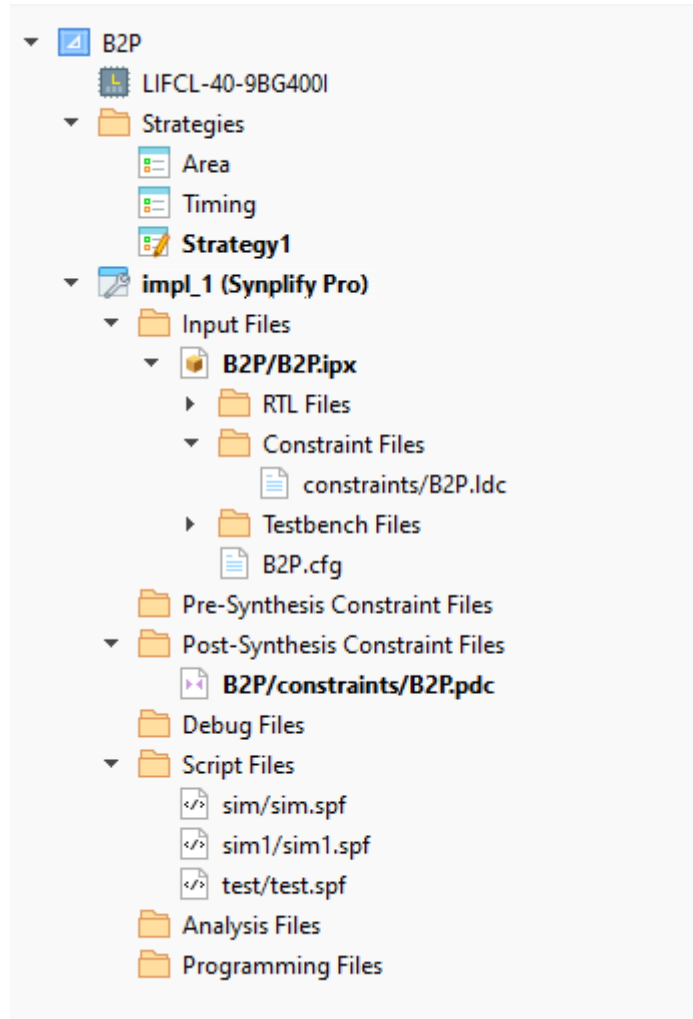 B2P
LIFCL-40-9BG400I
Strategies
Area
Timing
Strategy1
impl_1 (Synplify Pro)
Input Files
B2P/B2P.ipx
RTL Files
Constraint Files
constraints/B2P.ldc
Testbench Files
B2P.cfg
Pre-Synthesis Constraint Files
Post-Synthesis Constraint Files
B2P/constraints/B2P.pdc
Debug Files
Script Files
sim/sim.spf
sim1/sim1.spf
test/test.spf
Analysis Files
Programming Files